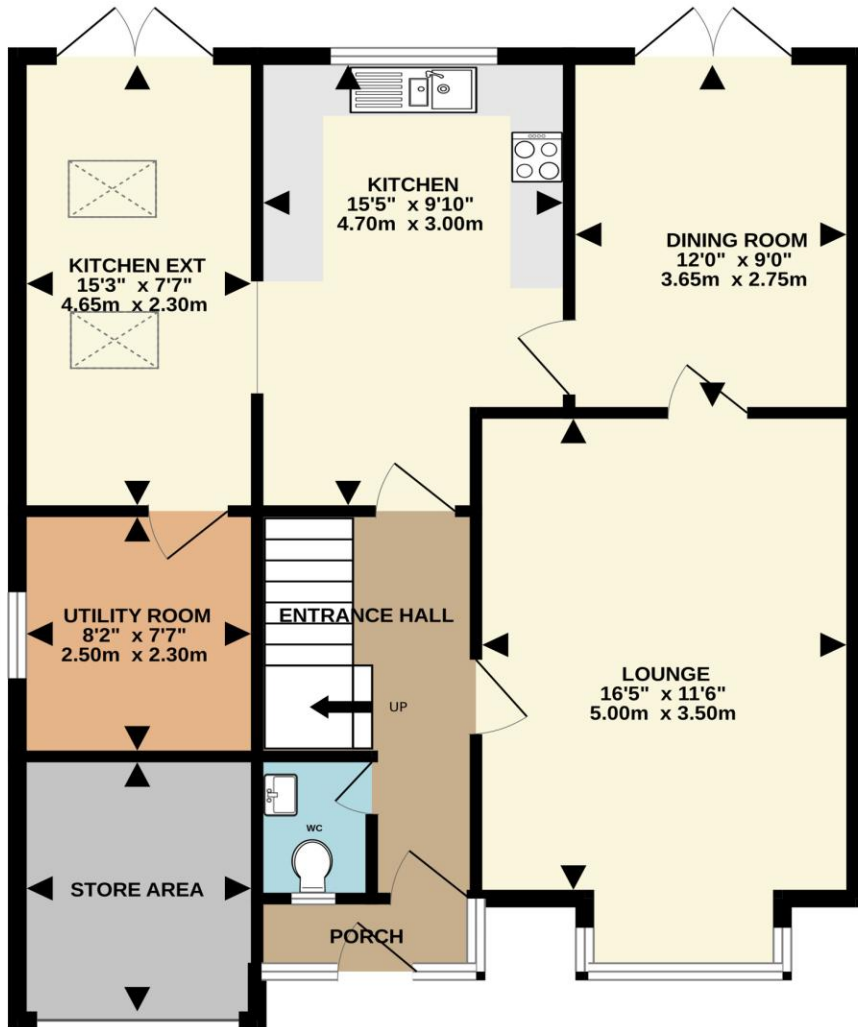 KITCHEN
15'5" x 9'10"
4.70m x 3.00m
DINING ROOM
12'0" x 9'0"
3.65m x 2.75m
KITCHEN EXT
15'3" x 7'7"
4.65m x 2.30m
UTILITY ROOM
8'2" x 7'7"
2.50m x 2.30m
ENTRANCE HALL
UP
LOUNGE
16'5" x 11'6"
5.00m x 3.50m
WC
STORE AREA
PORCH